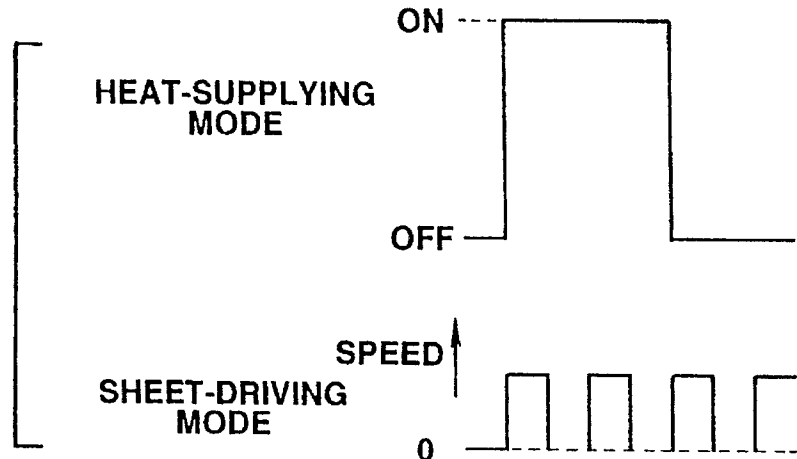 ON
HEAT-SUPPLYING
MODE
OFF
SPEED
SHEET-DRIVING
MODE
0